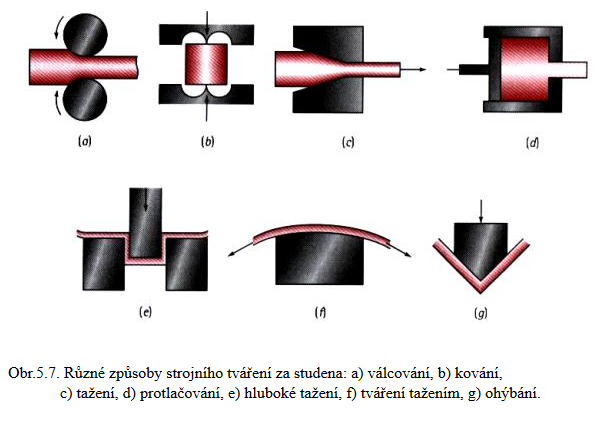 (a)
(b)
(c)
(d)
(e)
(f)
(g)
Obr.5.7. Různé způsoby strojního tváření za studena: a) válcování, b) kování,
c) tažení, d) protlačování, e) hluboké tažení, f) tváření tažením, g) ohýbání.